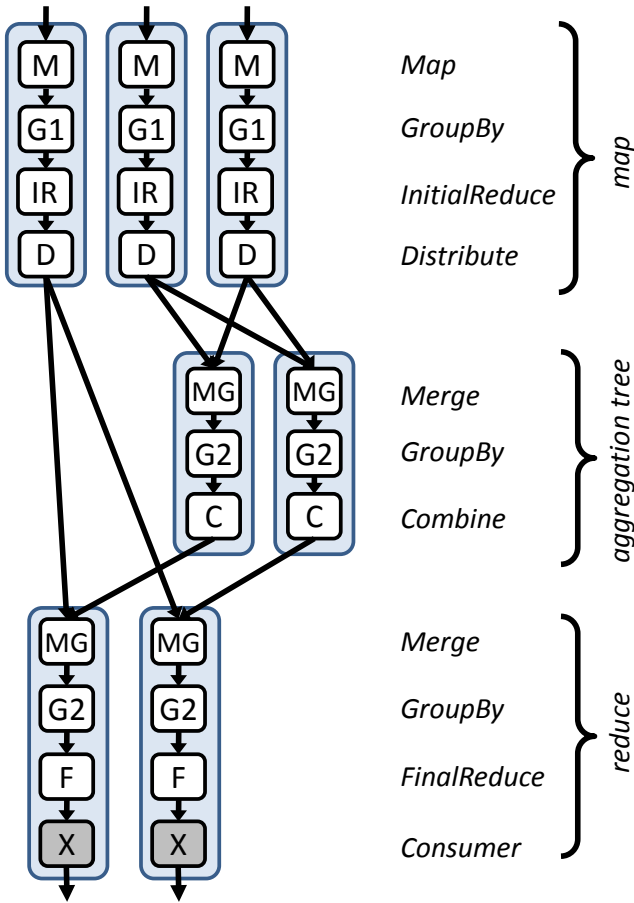 M M M Map
G1 G1 G1 GroupBy
IR IR IR InitialReduce
D D D Distribute
map
MG MG Merge
G2 G2 GroupBy
C C Combine
aggregation tree
MG MG Merge
G2 G2 GroupBy
F F FinalReduce
X X Consumer
reduce